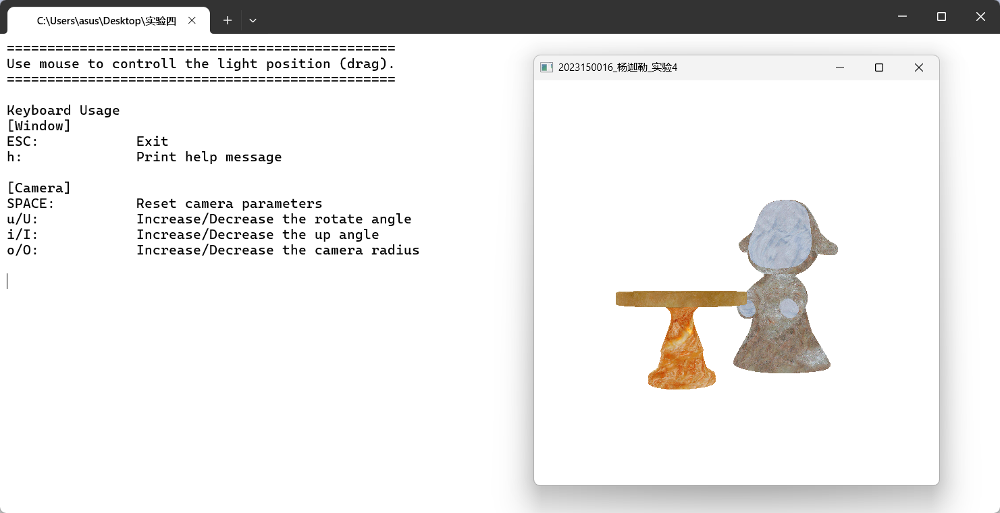 C:\Users\asus\Desktop\实验四
================================================
Use mouse to controll the light position (drag).
================================================
Keyboard Usage
[Window]
ESC: Exit
h: Print help message
[Camera]
SPACE: Reset camera parameters
u/U: Increase/Decrease the rotate angle
i/I: Increase/Decrease the up angle
o/O: Increase/Decrease the camera radius
2023150016_杨迦勒_实验4